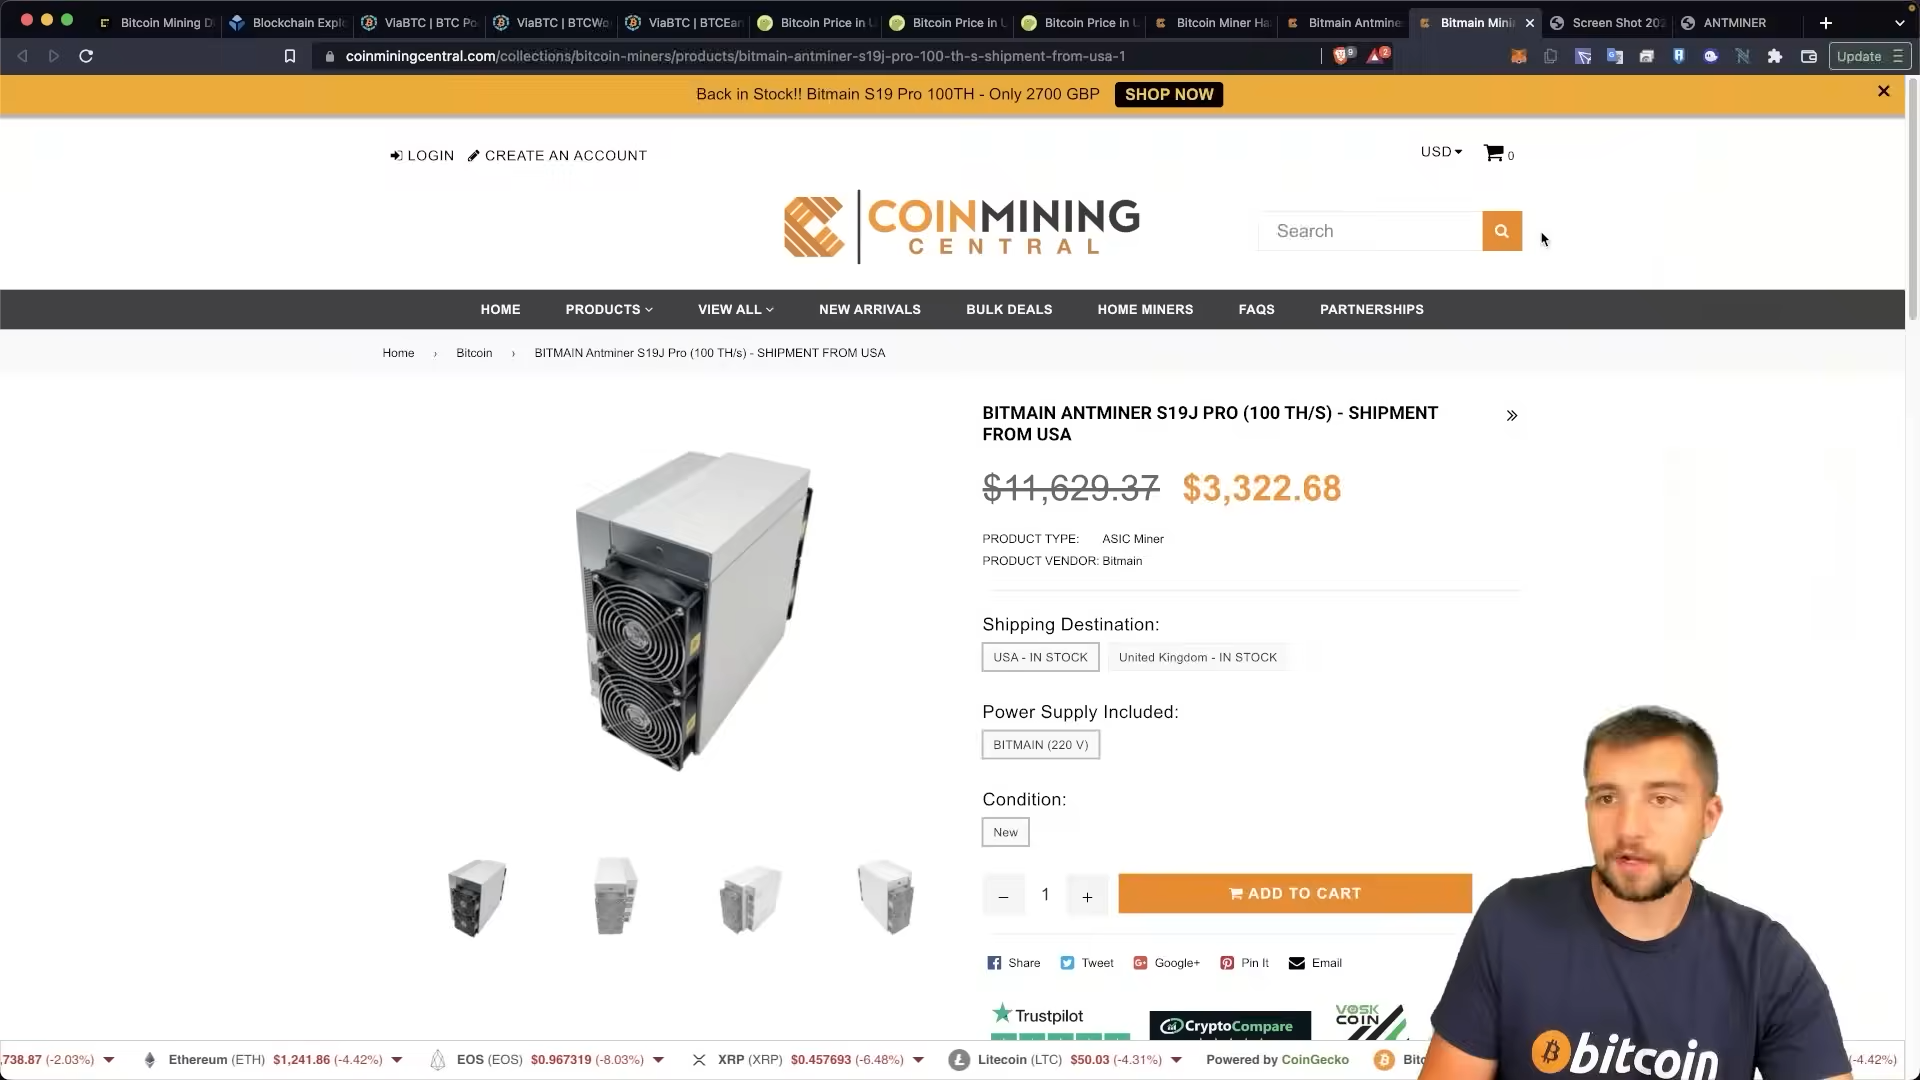 Bitcoin Mining D
Blockchain Explo
ViaBTC | BTC Po
ViaBTC | BTCWo
ViaBTC | BTCEar
Bitcoin Price in U
Bitcoin Price in U
Bitcoin Price in U
Bitcoin Miner Ha
Bitmain Antmine
Bitmain Mini
Screen Shot 202
ANTMINER
coinminingcentral.com/collections/bitcoin-miners/products/bitmain-antminer-s19j-pro-100-th-s-shipment-from-usa-1
9
2
Update
Back in Stock!! Bitmain S19 Pro 100TH - Only 2700 GBP SHOP NOW
LOGIN CREATE AN ACCOUNT
USD
0
COINMINING
CENTRAL
Search
HOME PRODUCTS VIEW ALL NEW ARRIVALS BULK DEALS HOME MINERS FAQS PARTNERSHIPS
Home › Bitcoin › BITMAIN Antminer S19J Pro (100 TH/s) - SHIPMENT FROM USA
BITMAIN ANTMINER S19J PRO (100 TH/S) - SHIPMENT
FROM USA
$11,629.37 $3,322.68
PRODUCT TYPE: ASIC Miner
PRODUCT VENDOR: Bitmain
Shipping Destination:
USA - IN STOCK United Kingdom - IN STOCK
Power Supply Included:
BITMAIN (220 V)
Condition:
New
− 1 + ADD TO CART
Share Tweet Google+ Pin It Email
Trustpilot
CryptoCompare
VOSK
COIN
bitcoin
,738.87 (-2.03%) Ethereum (ETH) $1,241.86 (-4.42%) EOS (EOS) $0.967319 (-8.03%) XRP (XRP) $0.457693 (-6.48%) Litecoin (LTC) $50.03 (-4.31%) Powered by CoinGecko Bitc (-4.42%)